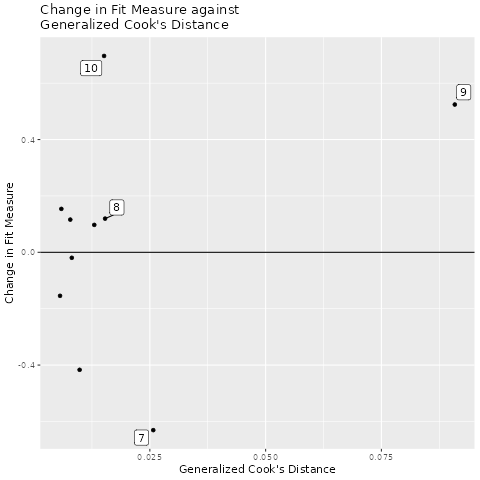 Change in Fit Measure against
Generalized Cook's Distance
10
9
0.4
8
Change in Fit Measure
0.0
-0.4
7
0.025
0.050
0.075
Generalized Cook's Distance